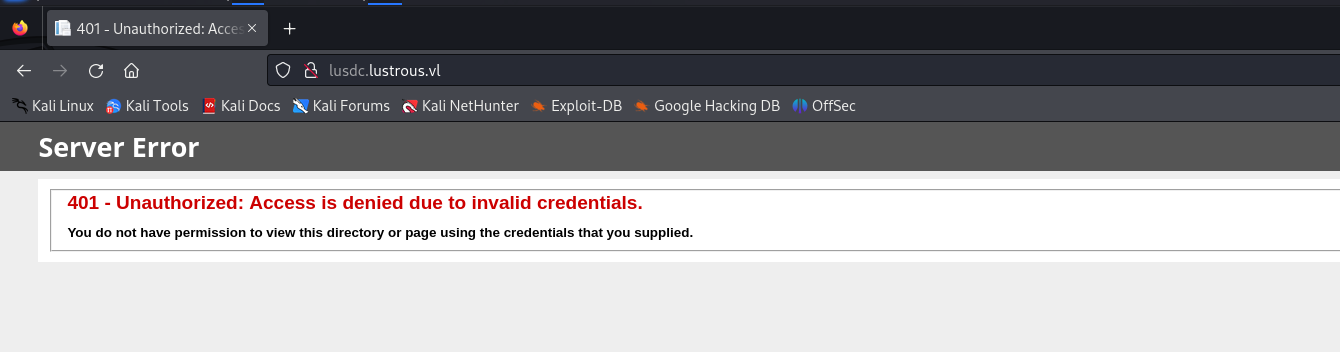 401 - Unauthorized: Acces
lusdc.lustrous.vl
Kali Linux Kali Tools Kali Docs Kali Forums Kali NetHunter Exploit-DB Google Hacking DB OffSec
Server Error
401 - Unauthorized: Access is denied due to invalid credentials.
You do not have permission to view this directory or page using the credentials that you supplied.